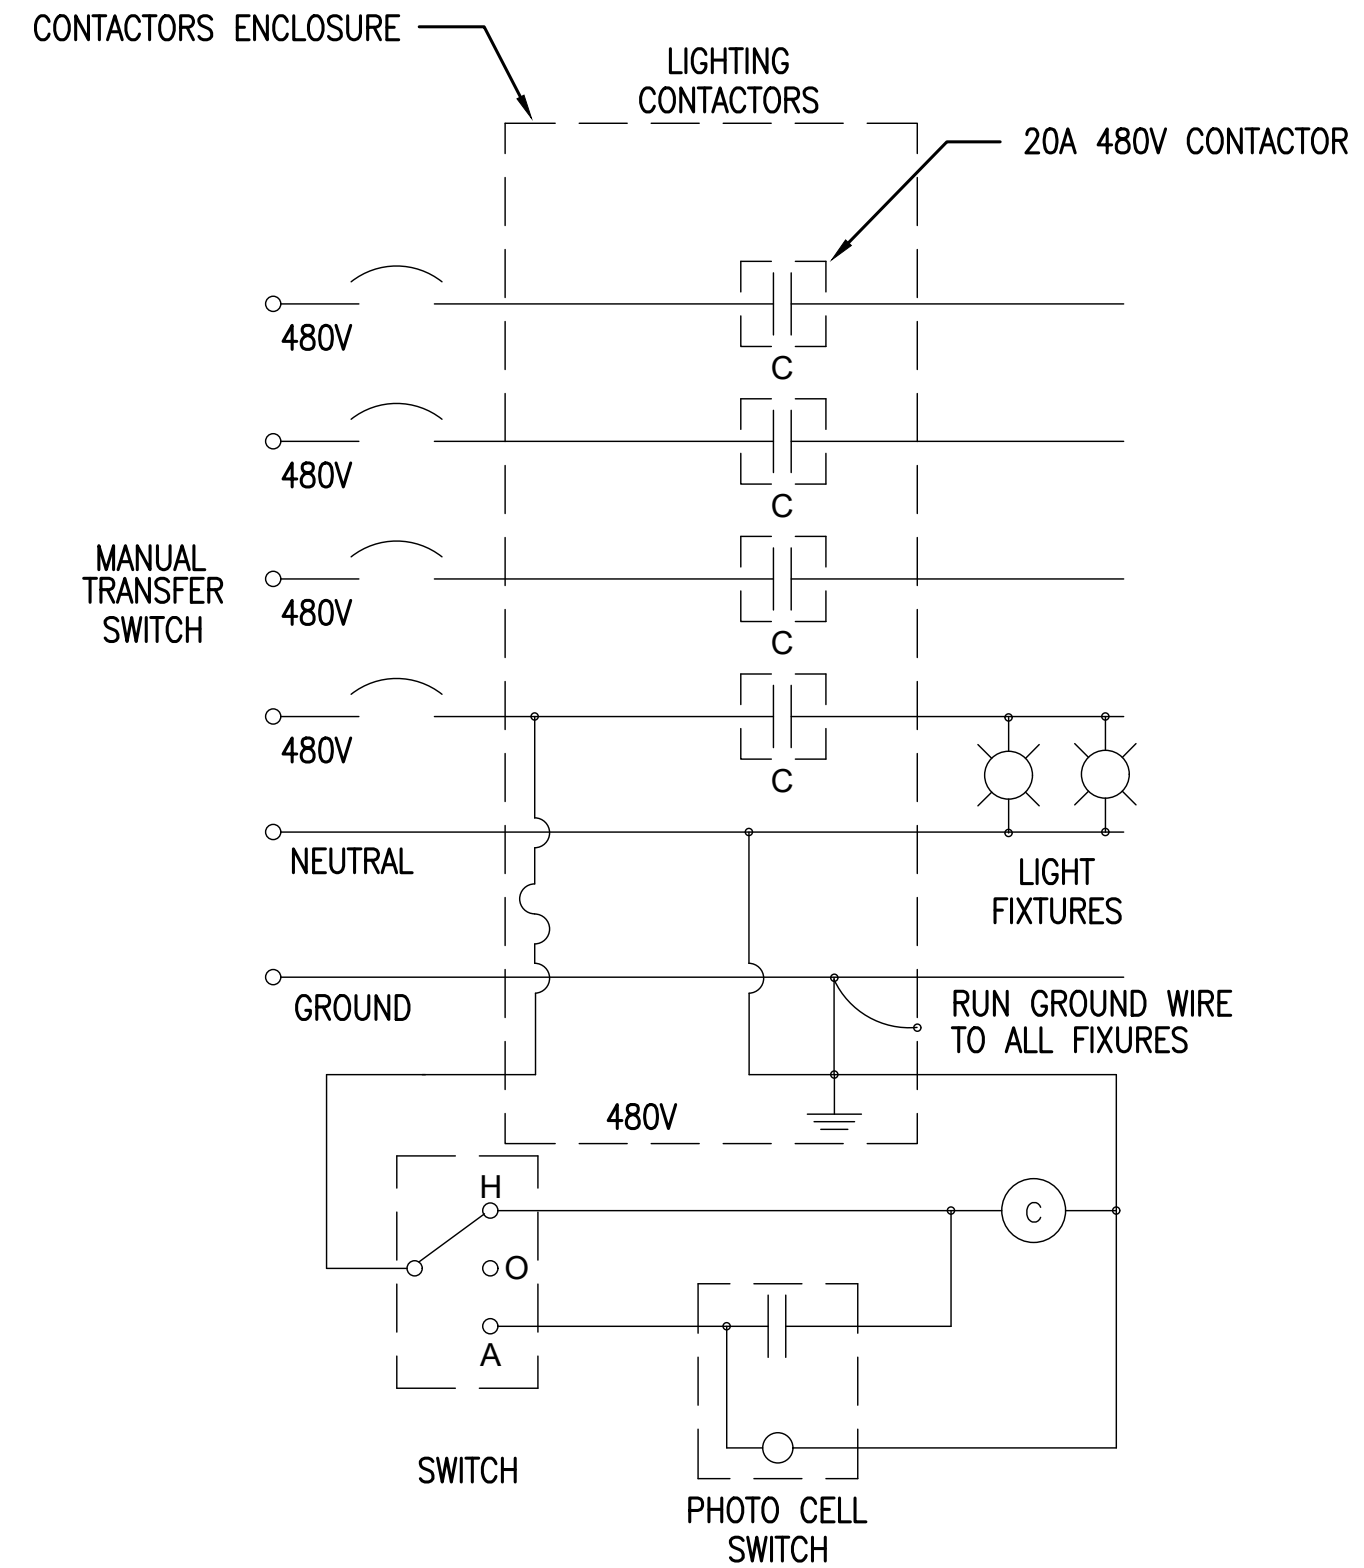 CONTACTORS ENCLOSURE
LIGHTING
CONTACTORS
20A 480V CONTACTOR
480V
C
480V
C
MANUAL
TRANSFER
SWITCH
480V
C
480V
C
NEUTRAL
LIGHT
FIXTURES
GROUND
RUN GROUND WIRE
TO ALL FIXURES
480V
H
C
O
A
SWITCH
PHOTO CELL
SWITCH